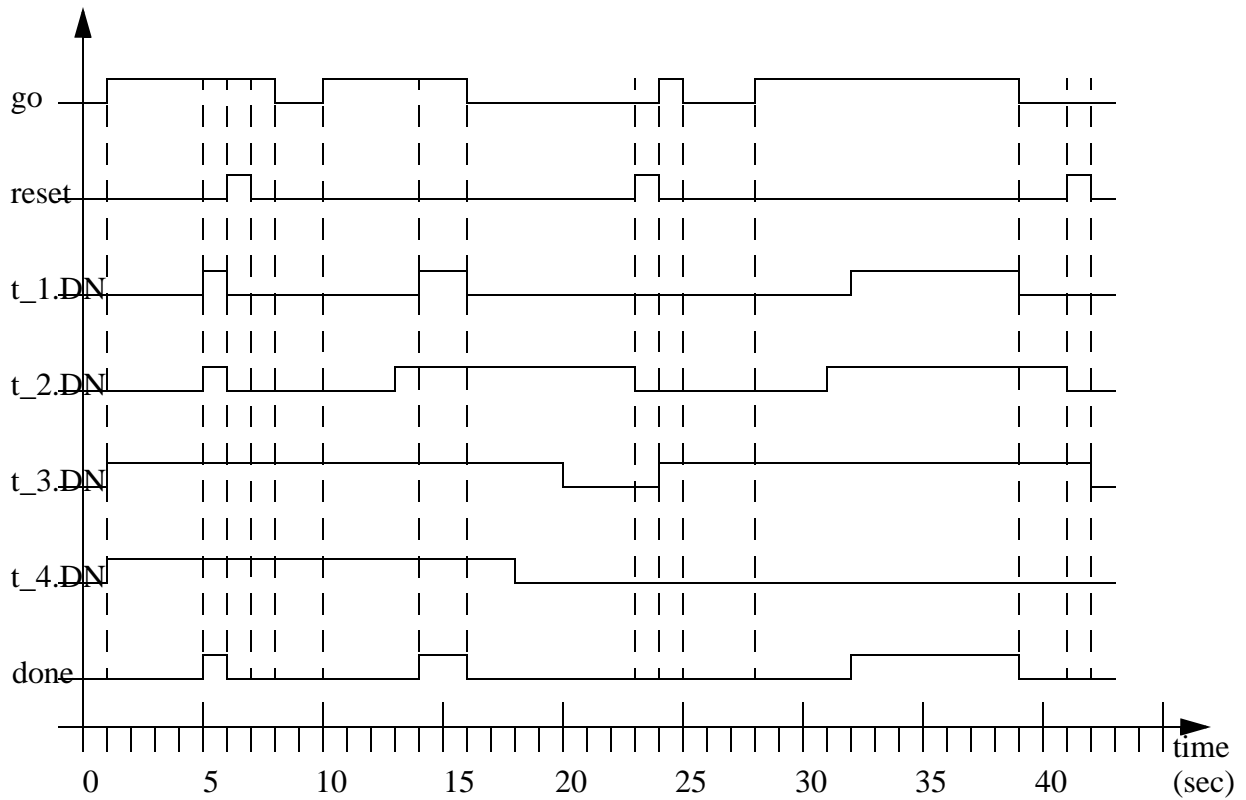 go
reset
t_1.DN
t_2.DN
t_3.DN
t_4.DN
done
time
0 5 10 15 20 25 30 35 40 (sec)